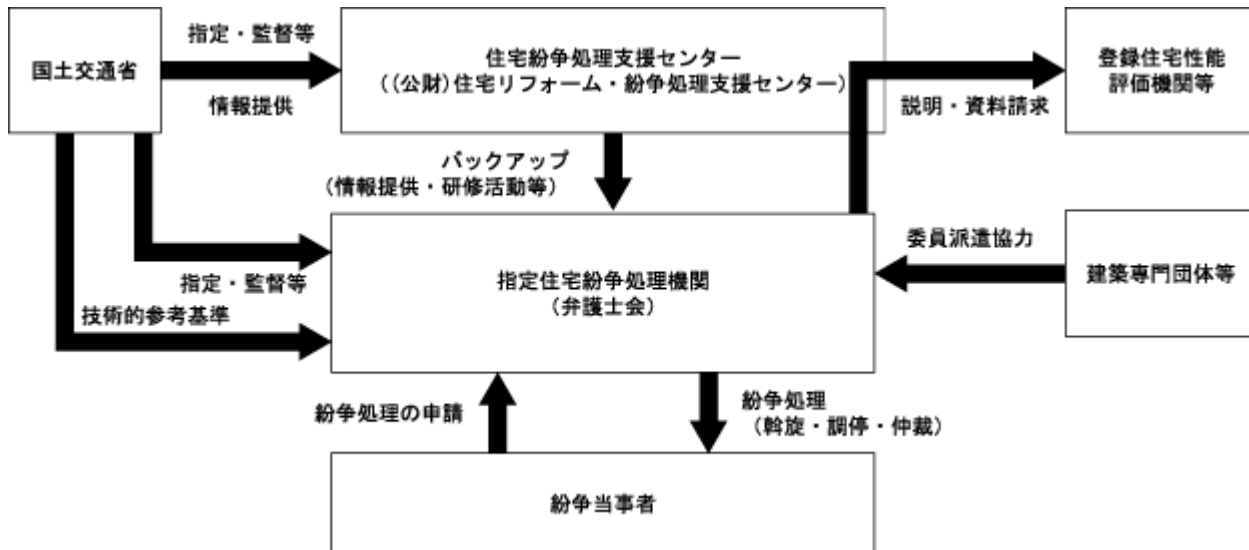 国土交通省
指定・監督等
情報提供
住宅紛争処理支援センター
((公財)住宅リフォーム・紛争処理支援センター)
説明・資料請求
登録住宅性能
評価機関等
バックアップ
(情報提供・研修活動等)
指定・監督等
技術的参考基準
指定住宅紛争処理機関
(弁護士会)
委員派遣協力
建築専門団体等
紛争処理の申請
紛争処理
(斡旋・調停・仲裁)
紛争当事者